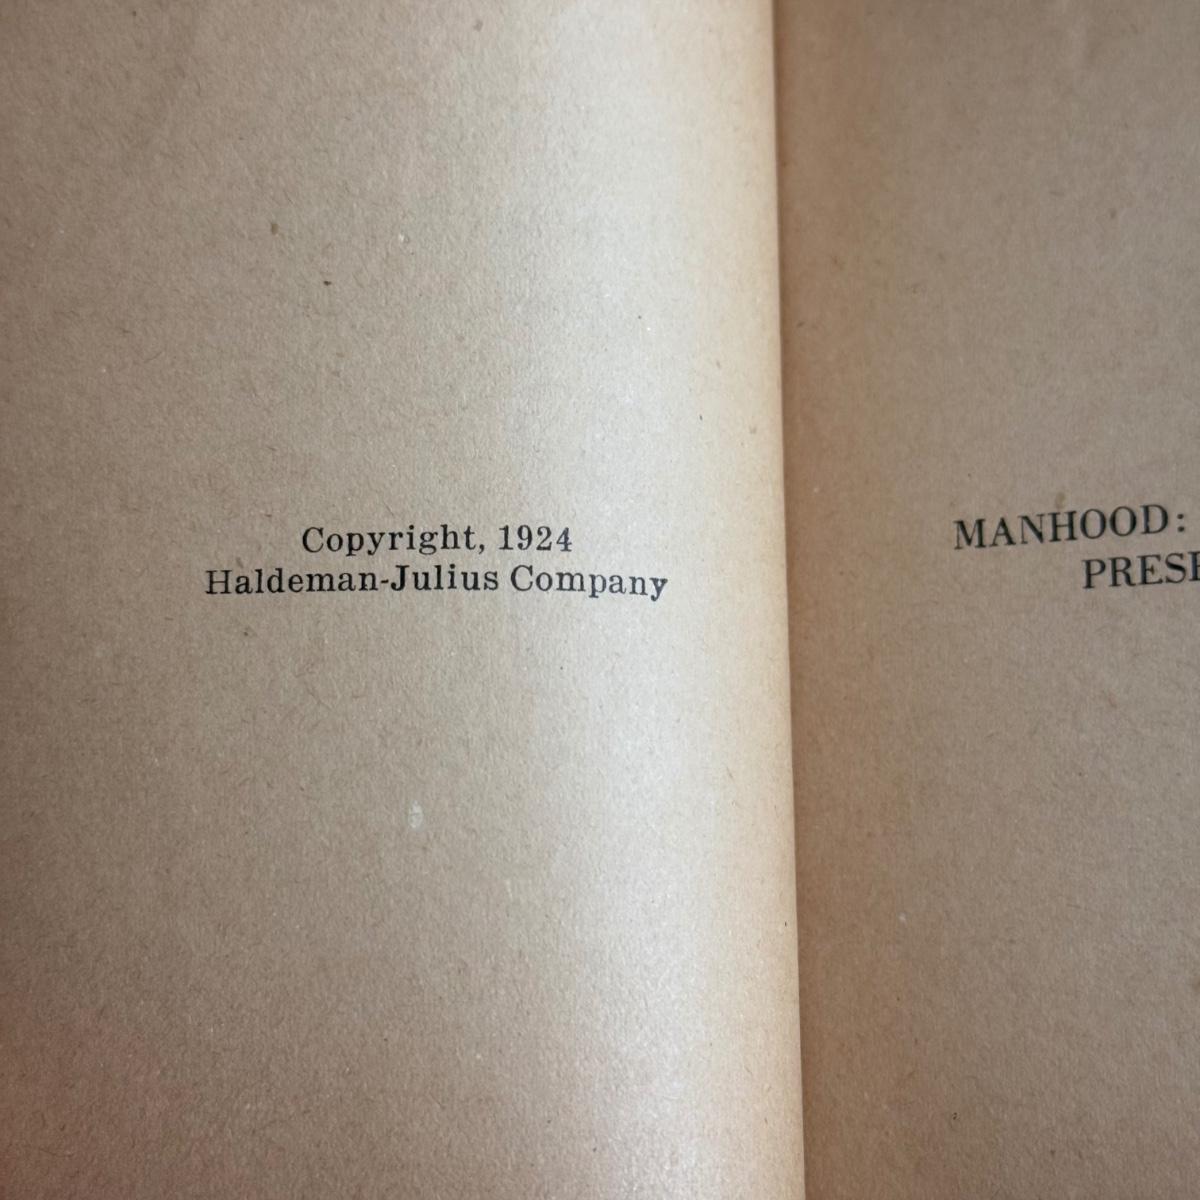 Copyright, 1924
Haldeman-Julius Company
MANHOOD: